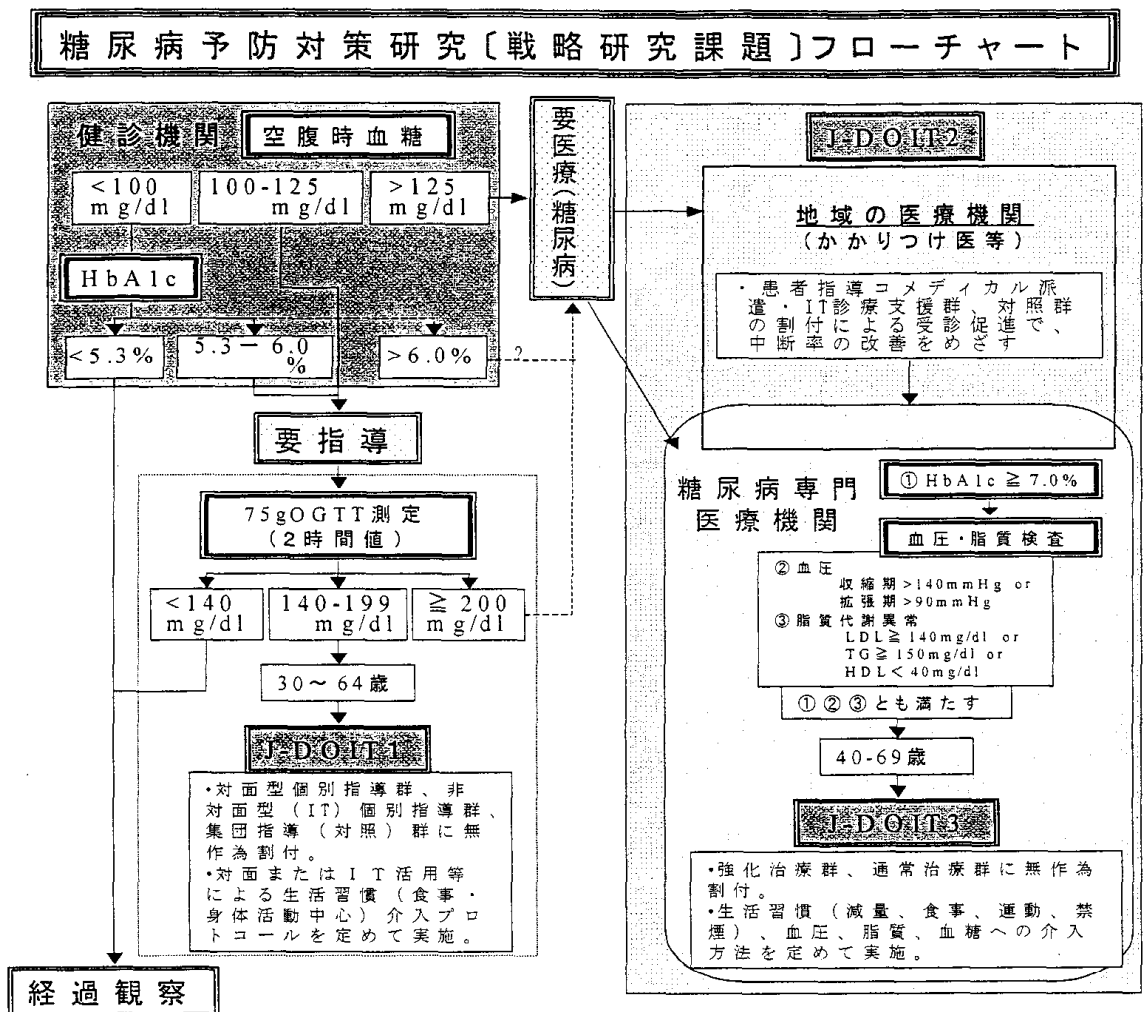 糖尿病予防対策研究〔戦略研究課題〕フローチャート
健診機関
空腹時血糖
<100
mg/dl
100-125
mg/dl
>125
mg/dl
HbA1c
<5.3%
5.3－6.0
%
>6.0%
?
要指導
75gOGTT測定
(2時間値)
<140
mg/dl
140-199
mg/dl
≧200
mg/dl
30～64歳
J-DOIT1
・対面型個別指導群、非
対面型（IT）個別指導群、
集団指導（対照）群に無
作為割付。
・対面またはＩＴ活用等
による生活習慣（食事・
身体活動中心）介入プロ
トコールを定めて実施。
経過観察
要医療(糖尿病)
J-DOIT2
地域の医療機関
(かかりつけ医等)
・患者指導コメディカル派
遣・IT診療支援群、対照群
の割付による受診促進で、
中断率の改善をめざす
糖尿病専門
医療機関
①HbA1c≧7.0%
血圧・脂質検査
②血圧
収縮期>140mmHg or
拡張期>90mmHg
③脂質代謝異常
LDL≧140mg/dl or
TG≧150mg/dl or
HDL<40mg/dl
①②③とも満たす
40-69歳
J-DOIT3
・強化治療群、通常治療群に無作為
割付。
・生活習慣（減量、食事、運動、禁
煙）、血圧、脂質、血糖への介入
方法を定めて実施。